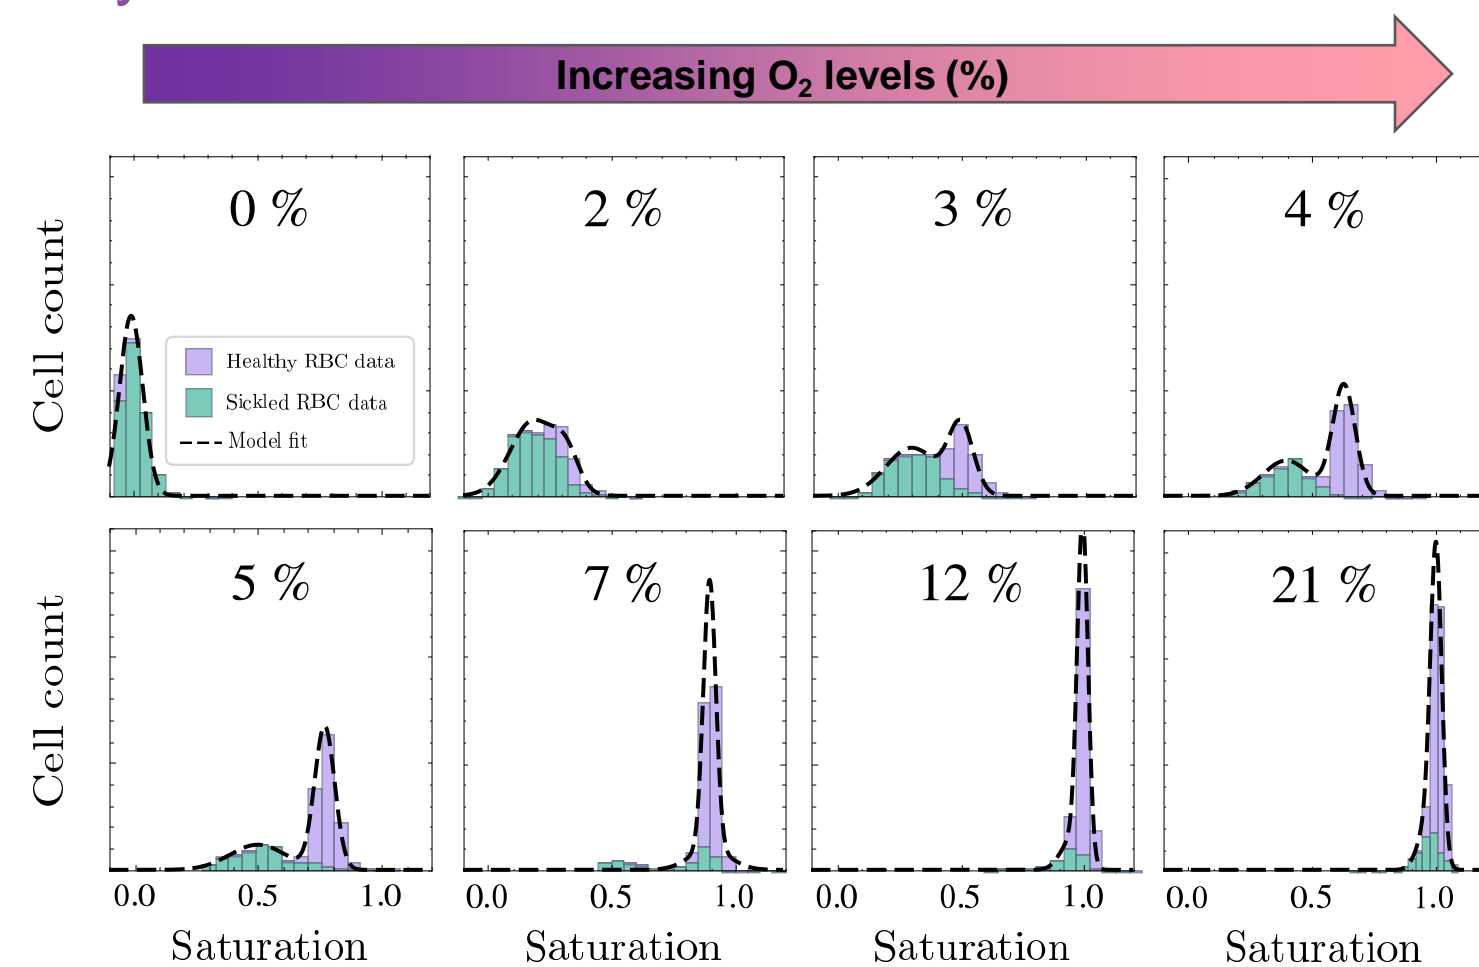 Increasing O₂ levels (%)
0 %
2 %
3 %
4 %
Cell count
Healthy RBC data
Sickled RBC data
Model fit
5 %
7 %
12 %
21 %
Cell count
0.0 0.5 1.0
0.0 0.5 1.0
0.0 0.5 1.0
0.0 0.5 1.0
Saturation
Saturation
Saturation
Saturation